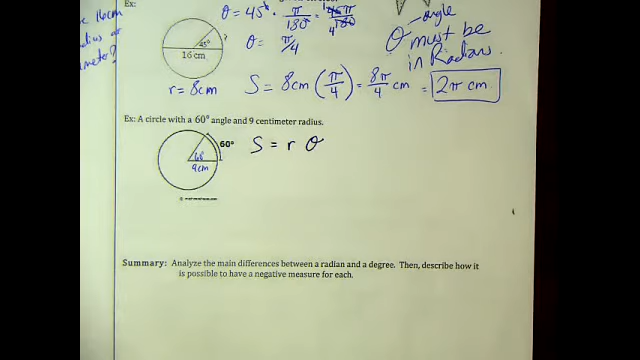 Ex:
θ = 45° · π/180° = 1 45π/4 180
angle
θ must be
in Radians.
θ = π/4
45°
?
16 cm
r = 8cm
S = 8cm (π/4) = 8π/4 cm = 2π cm
Ex: A circle with a 60° angle and 9 centimeter radius.
60°
60°
9cm
S = r θ
Summary: Analyze the main differences between a radian and a degree. Then, describe how it
is possible to have a negative measure for each.